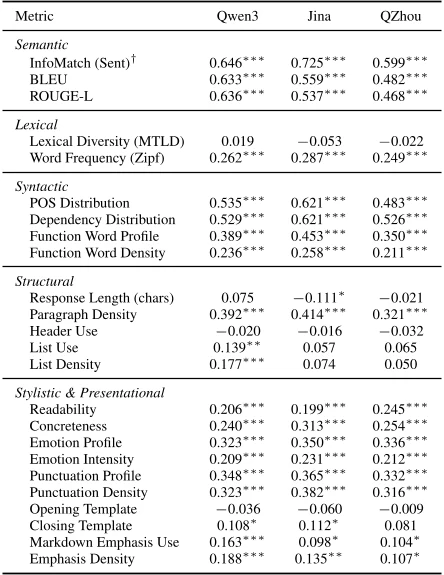 Metric Qwen3 Jina QZhou
Semantic
InfoMatch (Sent)† 0.646*** 0.725*** 0.599***
BLEU 0.633*** 0.559*** 0.482***
ROUGE-L 0.636*** 0.537*** 0.468***
Lexical
Lexical Diversity (MTLD) 0.019 −0.053 −0.022
Word Frequency (Zipf) 0.262*** 0.287*** 0.249***
Syntactic
POS Distribution 0.535*** 0.621*** 0.483***
Dependency Distribution 0.529*** 0.621*** 0.526***
Function Word Profile 0.389*** 0.453*** 0.350***
Function Word Density 0.236*** 0.258*** 0.211***
Structural
Response Length (chars) 0.075 −0.111* −0.021
Paragraph Density 0.392*** 0.414*** 0.321***
Header Use −0.020 −0.016 −0.032
List Use 0.139** 0.057 0.065
List Density 0.177*** 0.074 0.050
Stylistic & Presentational
Readability 0.206*** 0.199*** 0.245***
Concreteness 0.240*** 0.313*** 0.254***
Emotion Profile 0.323*** 0.350*** 0.336***
Emotion Intensity 0.209*** 0.231*** 0.212***
Punctuation Profile 0.348*** 0.365*** 0.332***
Punctuation Density 0.323*** 0.382*** 0.316***
Opening Template −0.036 −0.060 −0.009
Closing Template 0.108* 0.112* 0.081
Markdown Emphasis Use 0.163*** 0.098* 0.104*
Emphasis Density 0.188*** 0.135** 0.107*